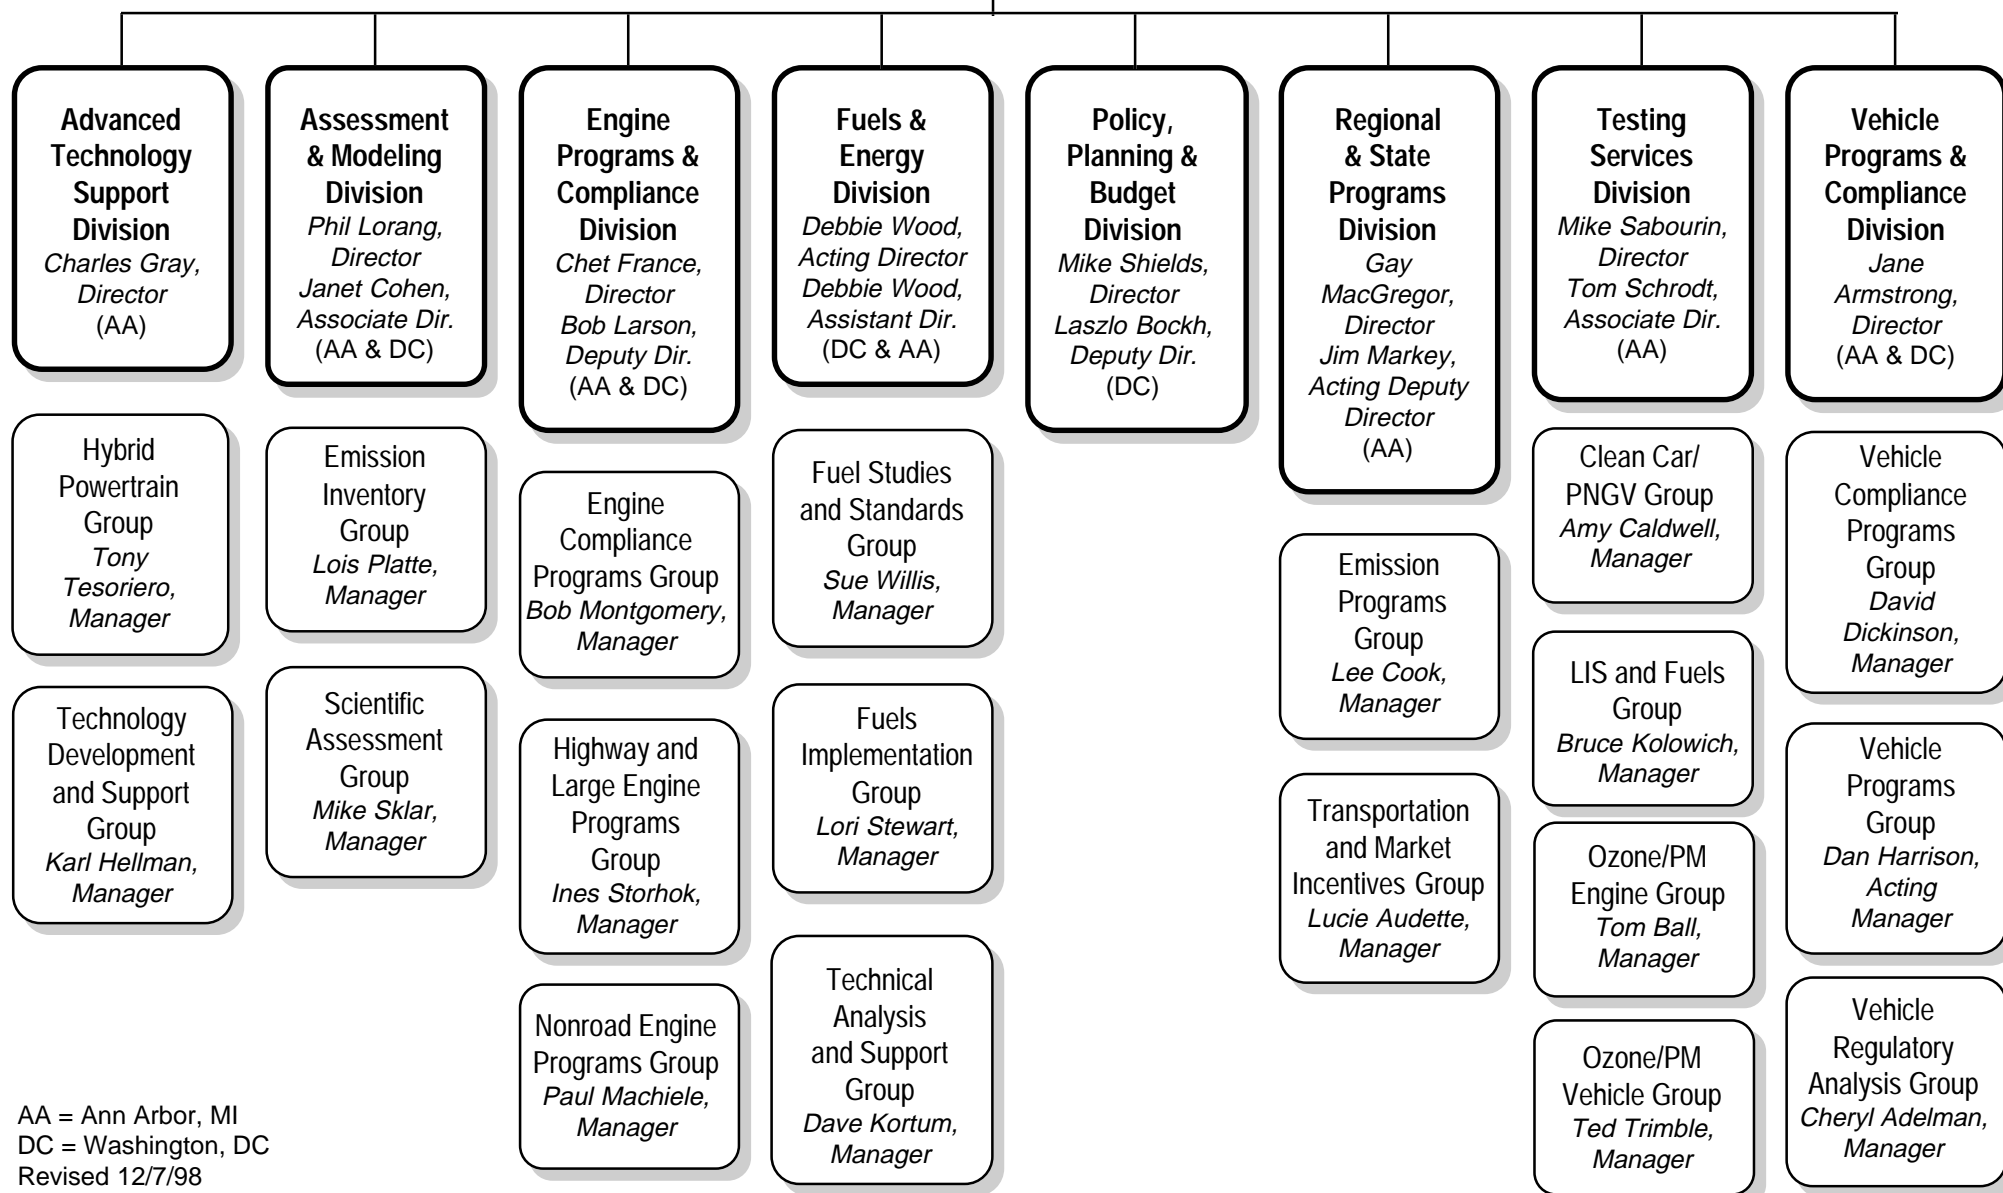 Advanced
Technology
Support
Division
Charles Gray,
Director
(AA)
Hybrid
Powertrain
Group
Tony
Tesoriero,
Manager
Technology
Development
and Support
Group
Karl Hellman,
Manager
Assessment
& Modeling
Division
Phil Lorang,
Director
Janet Cohen,
Associate Dir.
(AA & DC)
Emission
Inventory
Group
Lois Platte,
Manager
Scientific
Assessment
Group
Mike Sklar,
Manager
Engine
Programs &
Compliance
Division
Chet France,
Director
Bob Larson,
Deputy Dir.
(AA & DC)
Engine
Compliance
Programs Group
Bob Montgomery,
Manager
Highway and
Large Engine
Programs
Group
Ines Storhok,
Manager
Nonroad Engine
Programs Group
Paul Machiele,
Manager
Fuels &
Energy
Division
Debbie Wood,
Acting Director
Debbie Wood,
Assistant Dir.
(DC & AA)
Fuel Studies
and Standards
Group
Sue Willis,
Manager
Fuels
Implementation
Group
Lori Stewart,
Manager
Technical
Analysis
and Support
Group
Dave Kortum,
Manager
Policy,
Planning &
Budget
Division
Mike Shields,
Director
Laszlo Bockh,
Deputy Dir.
(DC)
Regional
& State
Programs
Division
Gay
MacGregor,
Director
Jim Markey,
Acting Deputy
Director
(AA)
Emission
Programs
Group
Lee Cook,
Manager
Transportation
and Market
Incentives Group
Lucie Audette,
Manager
Testing
Services
Division
Mike Sabourin,
Director
Tom Schrodt,
Associate Dir.
(AA)
Clean Car/
PNGV Group
Amy Caldwell,
Manager
LIS and Fuels
Group
Bruce Kolowich,
Manager
Ozone/PM
Engine Group
Tom Ball,
Manager
Ozone/PM
Vehicle Group
Ted Trimble,
Manager
Vehicle
Programs &
Compliance
Division
Jane
Armstrong,
Director
(AA & DC)
Vehicle
Compliance
Programs
Group
David
Dickinson,
Manager
Vehicle
Programs
Group
Dan Harrison,
Acting
Manager
Vehicle
Regulatory
Analysis Group
Cheryl Adelman,
Manager
AA = Ann Arbor, MI
DC = Washington, DC
Revised 12/7/98